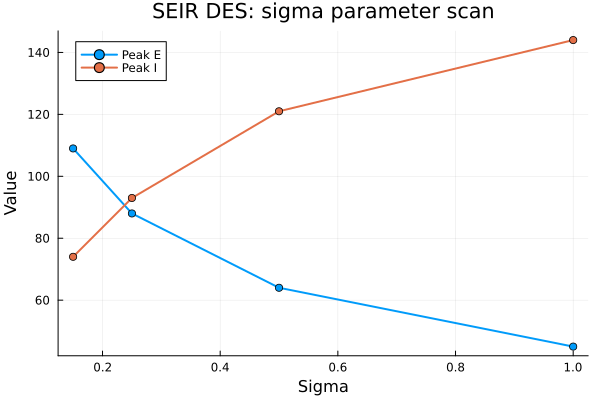 SEIR DES: sigma parameter scan
Peak E
Peak I
Value
140
120
100
80
60
0.2 0.4 0.6 0.8 1.0
Sigma